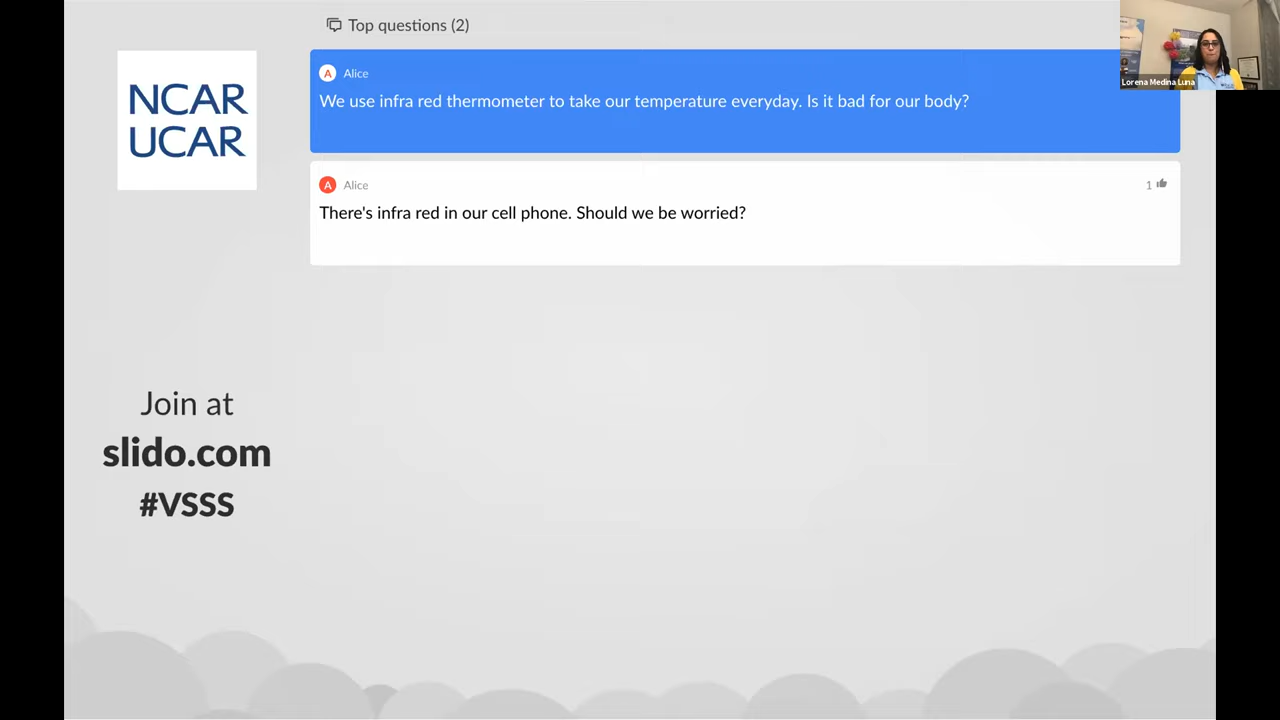 Top questions (2)
NCAR
UCAR
A Alice
We use infra red thermometer to take our temperature everyday. Is it bad for our body?
A Alice 1
There's infra red in our cell phone. Should we be worried?
Join at
slido.com
#VSSS
Lorena Medina Luna